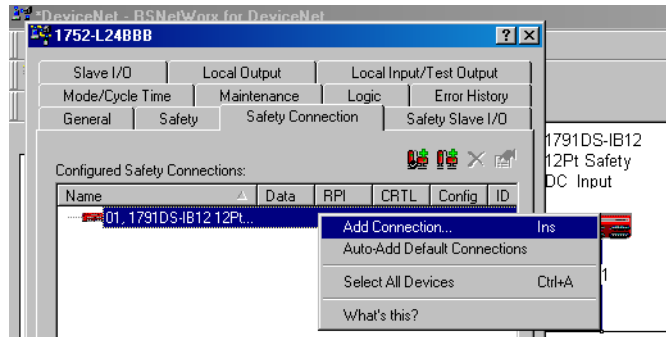 *DeviceNet - RSNetWorx for DeviceNet
1752-L24BBB
Slave I/O Local Output Local Input/Test Output
Mode/Cycle Time Maintenance Logic Error History
General Safety Safety Connection Safety Slave I/O
Configured Safety Connections:
Name Data RPI CRTL Config ID
01, 1791DS-IB12 12Pt...
Add Connection... Ins
Auto-Add Default Connections
Select All Devices Ctrl+A
What's this?
1791DS-IB12
12Pt Safety
DC Input
1